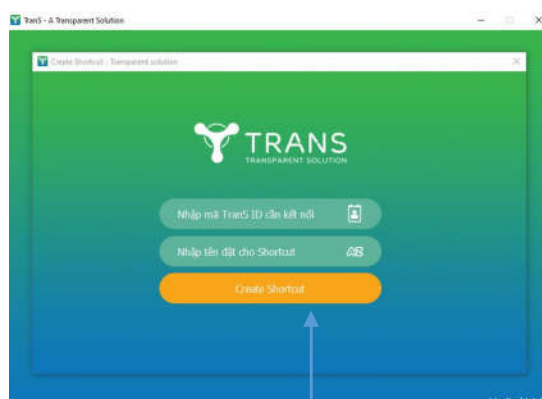 TranS - A Transparent Solution
Create Shortcut - Transparent solution
TRANS
TRANSPARENT SOLUTION
Nhập mã TranS ID cần kết nối
Nhập tên đặt cho Shortcut
Create Shortcut